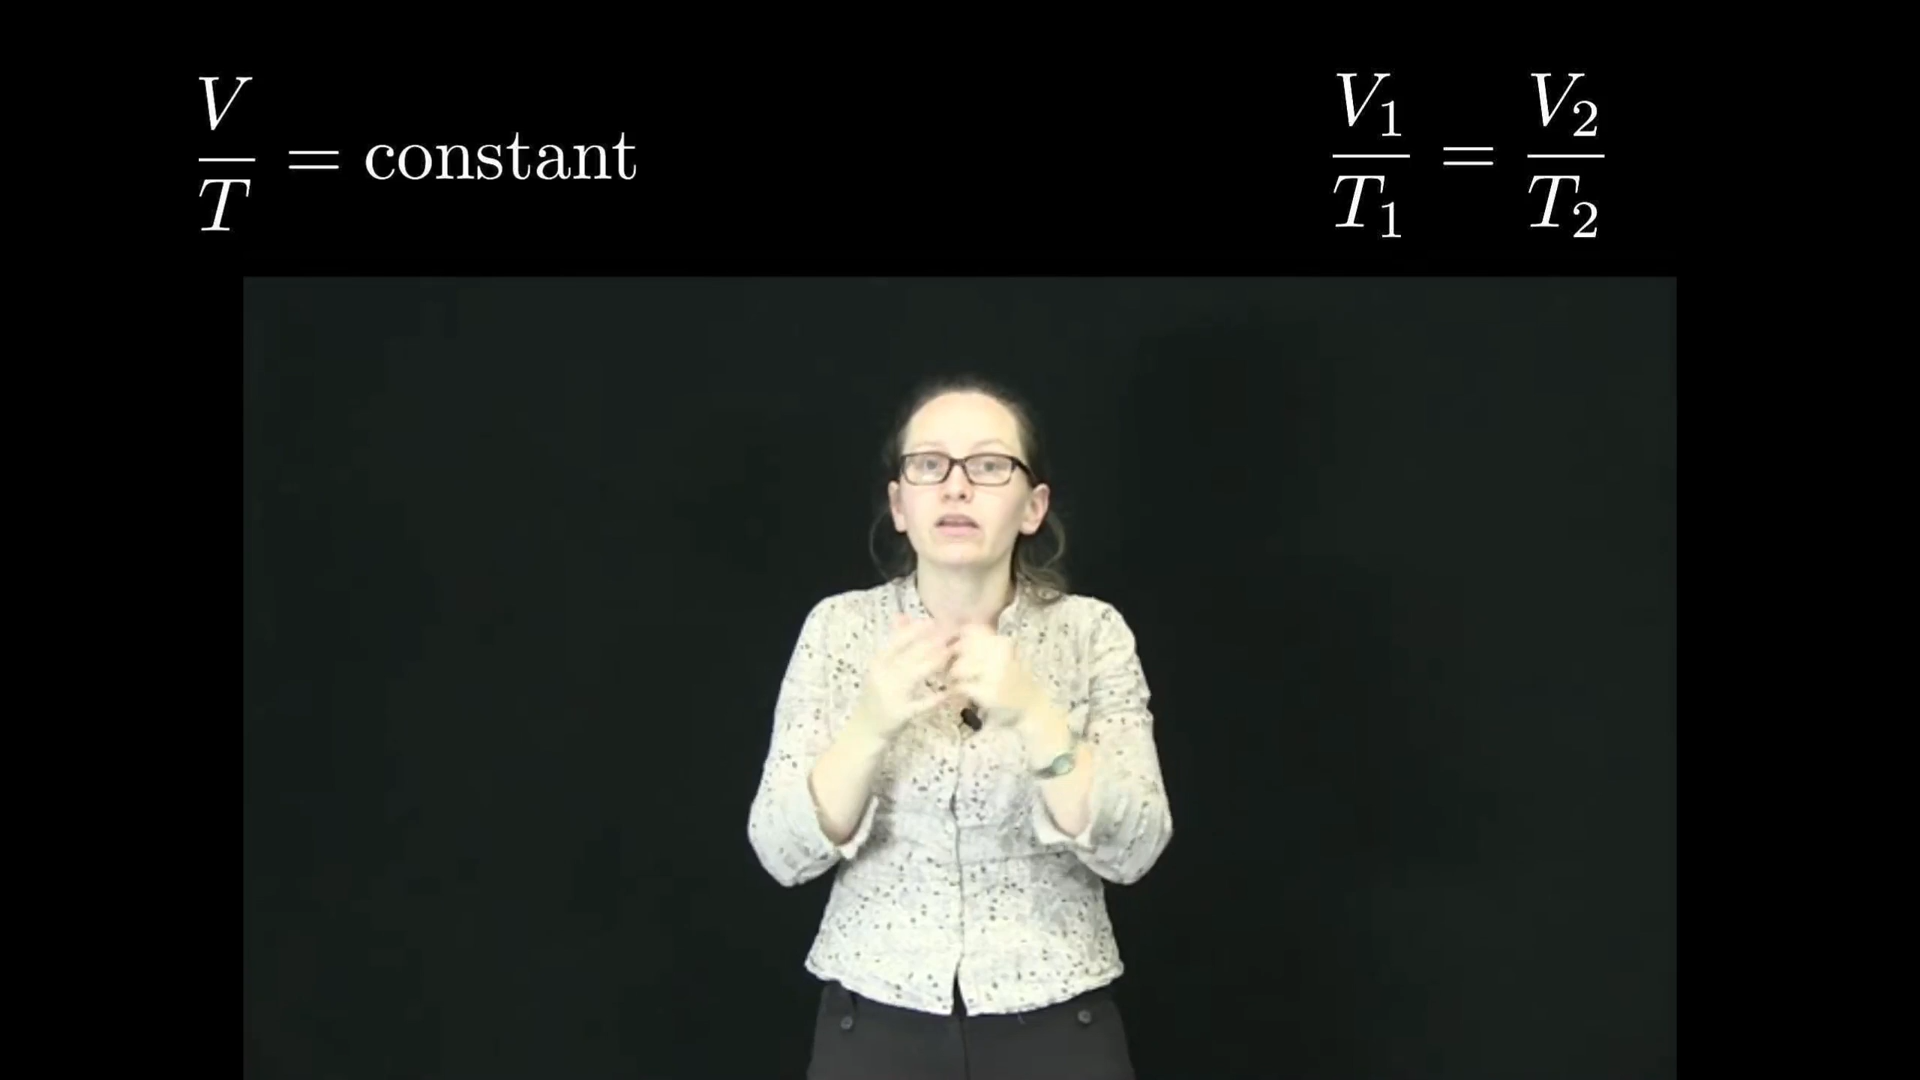 V/T = constant
V₁/T₁ = V₂/T₂